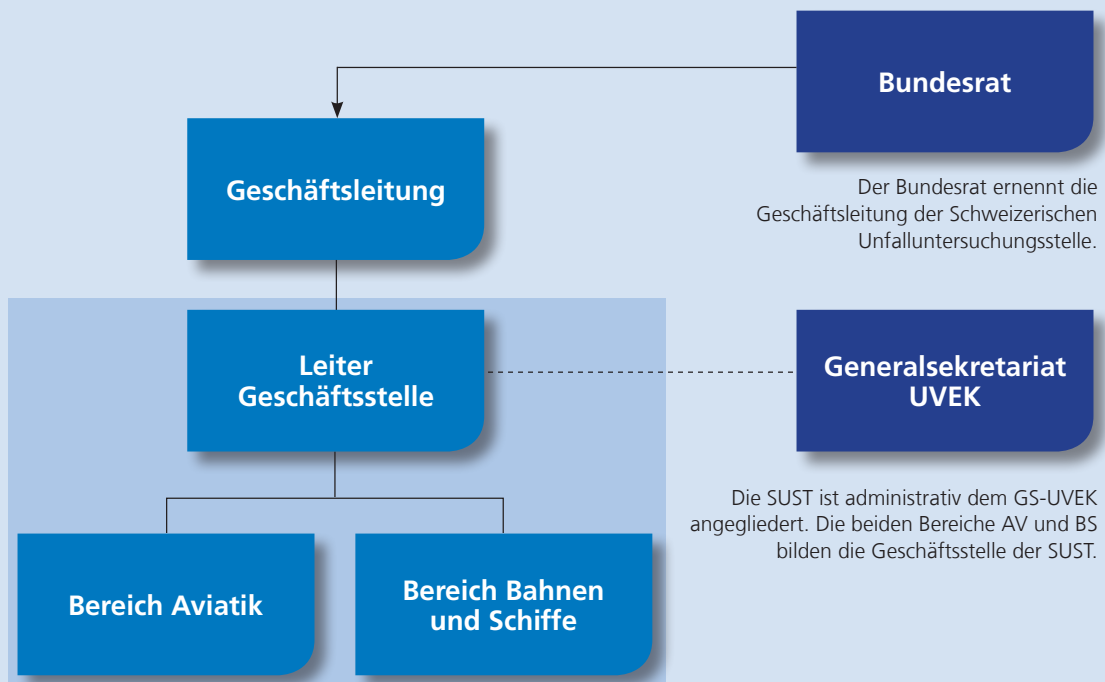 Bundesrat
Der Bundesrat ernennt die
Geschäftsleitung der Schweizerischen
Unfalluntersuchungsstelle.
Geschäftsleitung
Leiter
Geschäftsstelle
Generalsekretariat
UVEK
Die SUST ist administrativ dem GS-UVEK
angegliedert. Die beiden Bereiche AV und BS
bilden die Geschäftsstelle der SUST.
Bereich Aviatik
Bereich Bahnen
und Schiffe